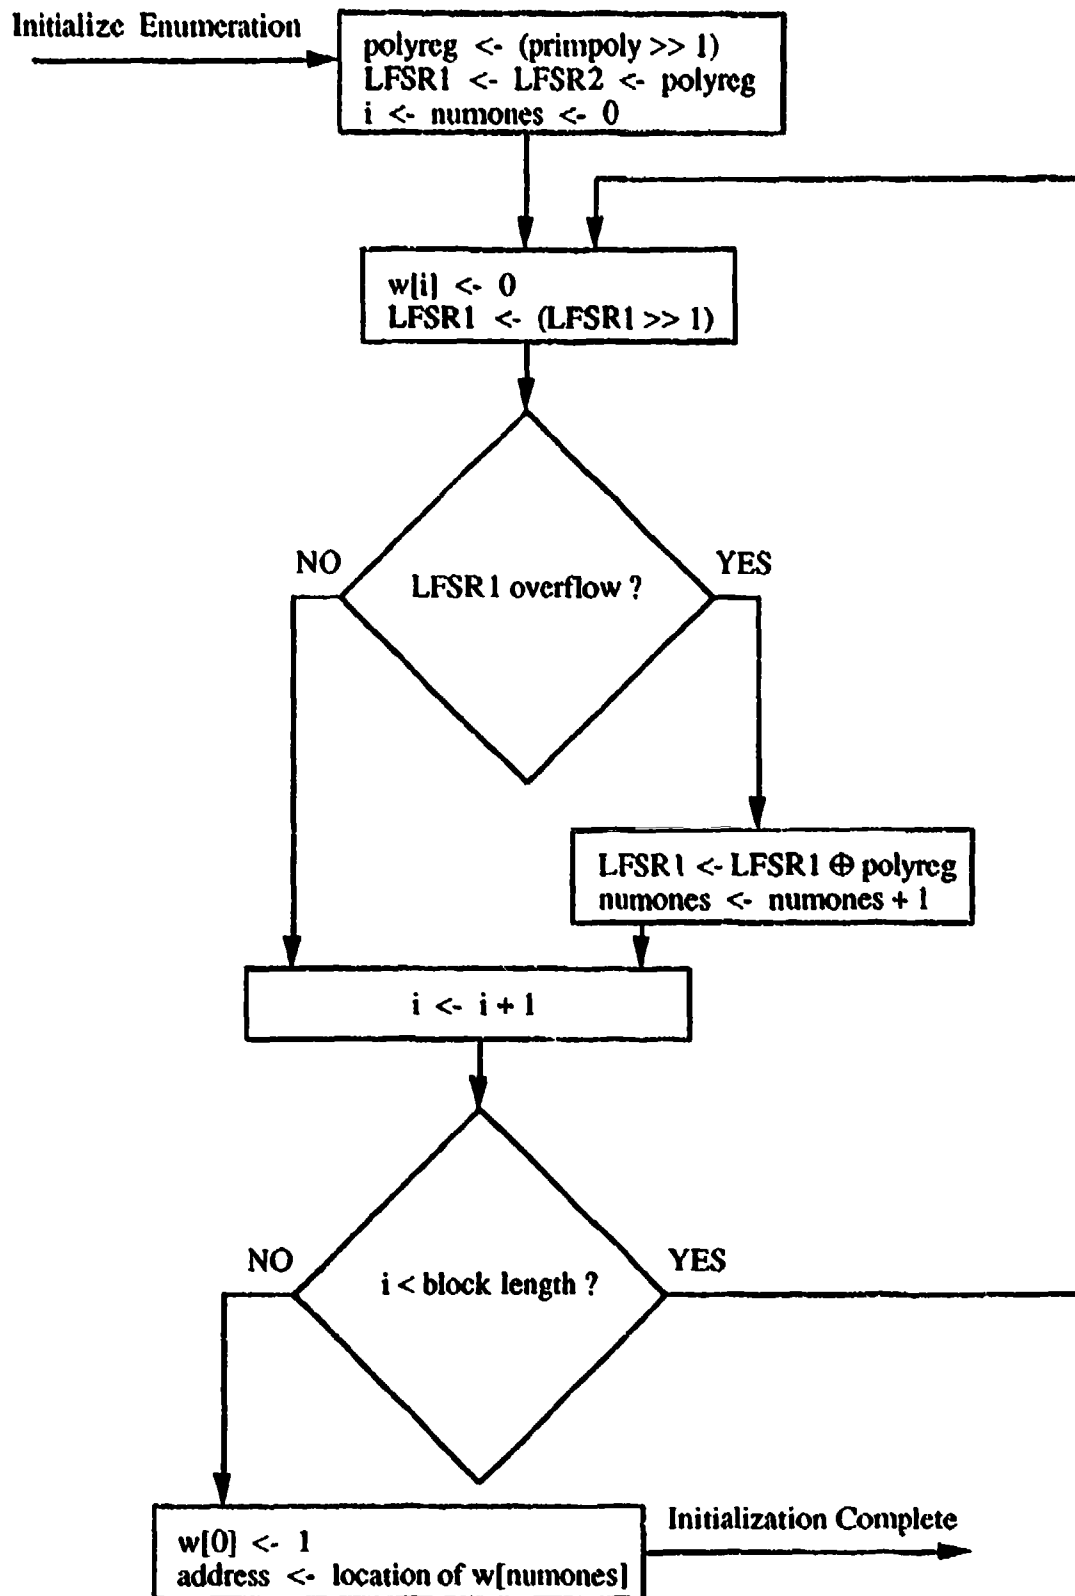 Initialize Enumeration
polyreg <- (primpoly >> 1)
LFSR1 <- LFSR2 <- polyreg
i <- numones <- 0
w[i] <- 0
LFSR1 <- (LFSR1 >> 1)
NO
YES
LFSR1 overflow ?
LFSR1 <- LFSR1 ⊕ polyreg
numones <- numones + 1
i <- i + 1
NO
YES
i < block length ?
w[0] <- 1
address <- location of w[numones]
Initialization Complete